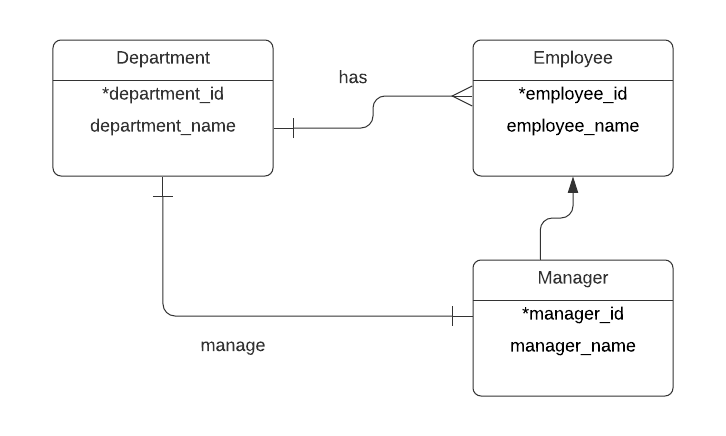 Department
*department_id
department_name
has
Employee
*employee_id
employee_name
manage
Manager
*manager_id
manager_name